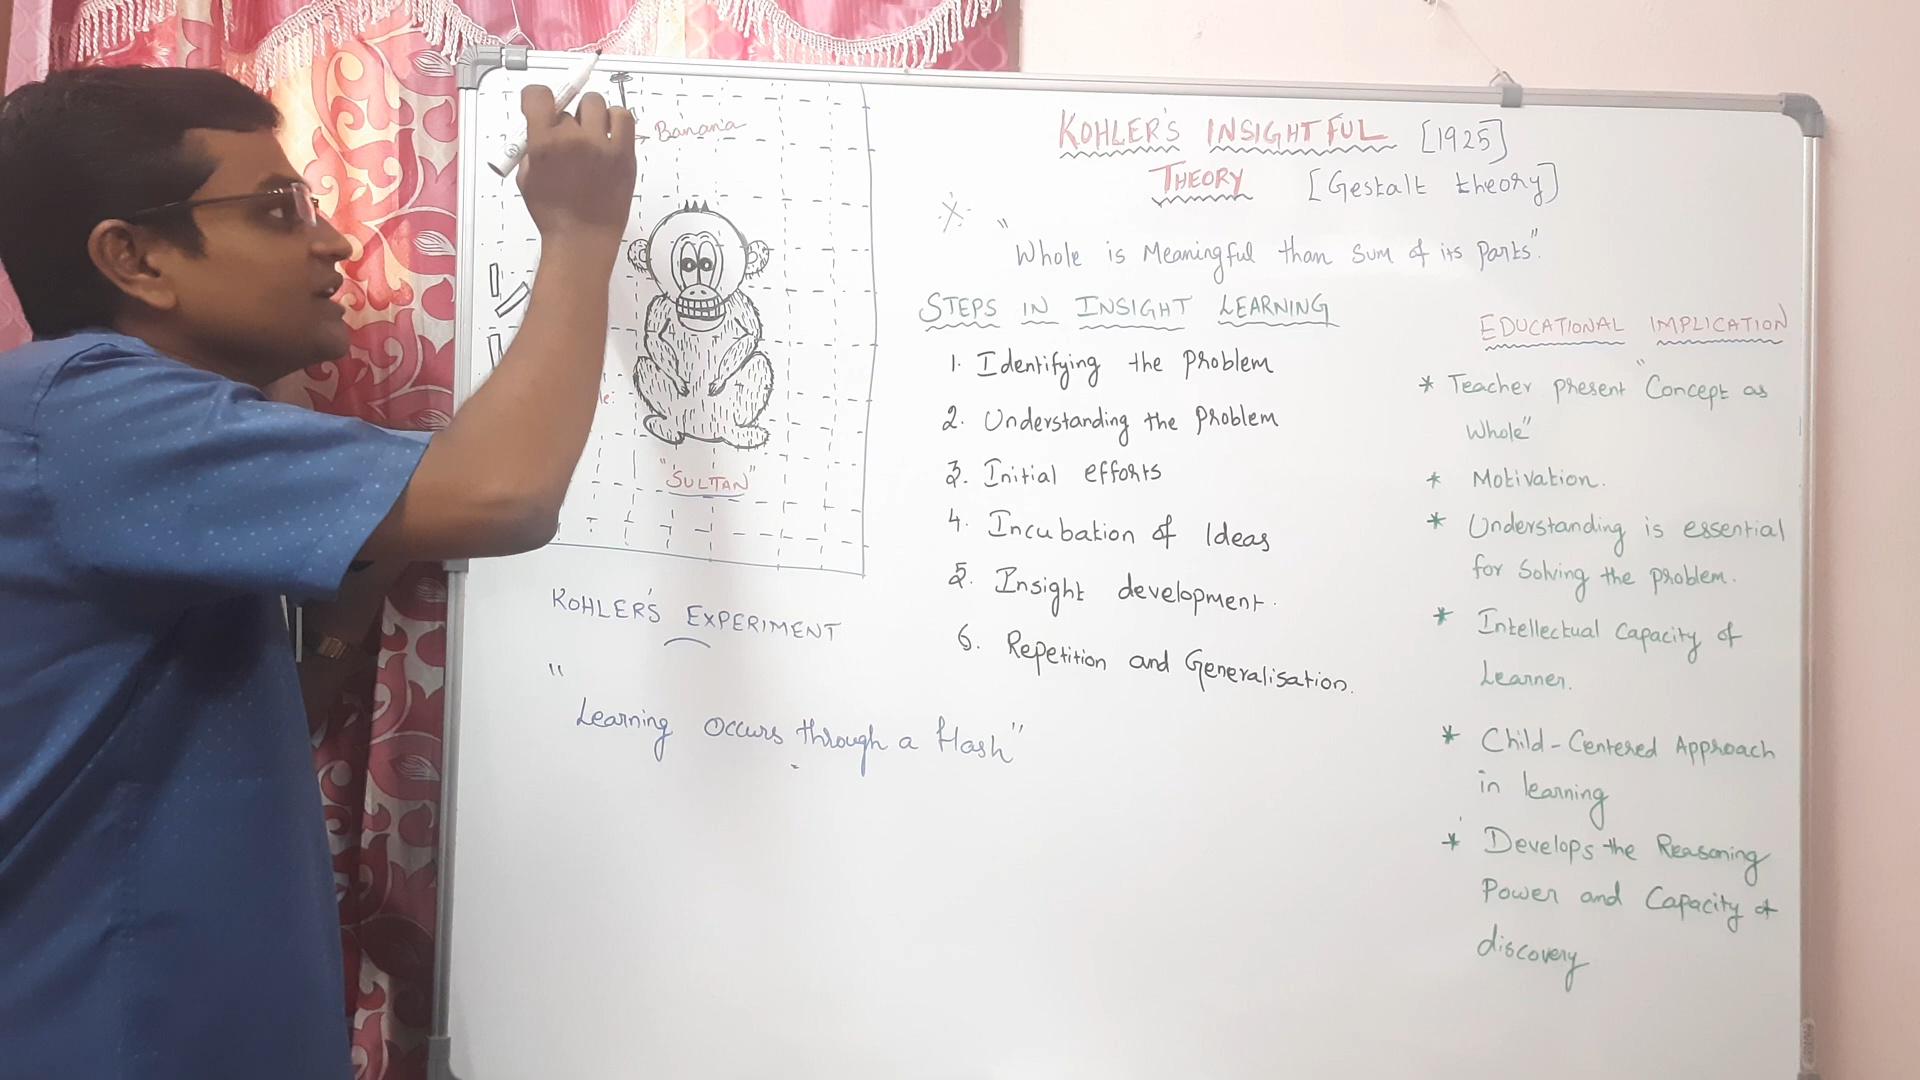 Banana
"SULTAN"
KOHLER'S EXPERIMENT
"Learning occurs through a flash"
KOHLER'S INSIGHTFUL [1925]
THEORY [Gestalt theory]
"Whole is Meaningful than Sum of its Parts".
STEPS IN INSIGHT LEARNING
1. Identifying the Problem
2. Understanding the Problem
3. Initial efforts
4. Incubation of Ideas
5. Insight development.
6. Repetition and Generalisation.
EDUCATIONAL IMPLICATION
* Teacher present "Concept as
Whole"
* Motivation.
* Understanding is essential
for Solving the problem.
* Intellectual Capacity of
Learner.
* Child-Centered Approach
in learning
* Develops the Reasoning
Power and Capacity of
discovery